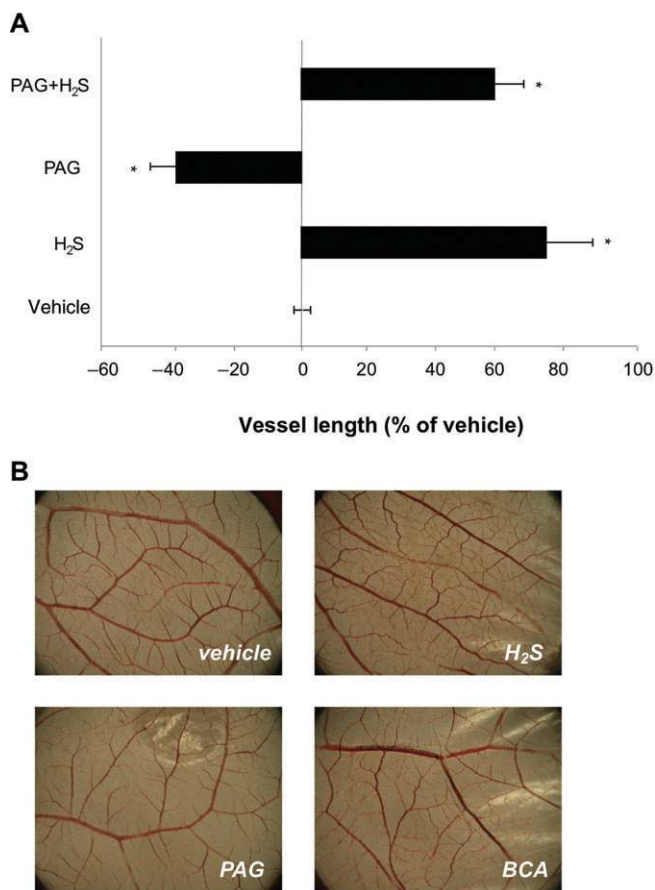 A
PAG+H₂S
*
PAG
*
H₂S
*
Vehicle
–60 –40 –20 0 20 40 60 80 100
Vessel length (% of vehicle)
B
vehicle
H₂S
PAG
BCA